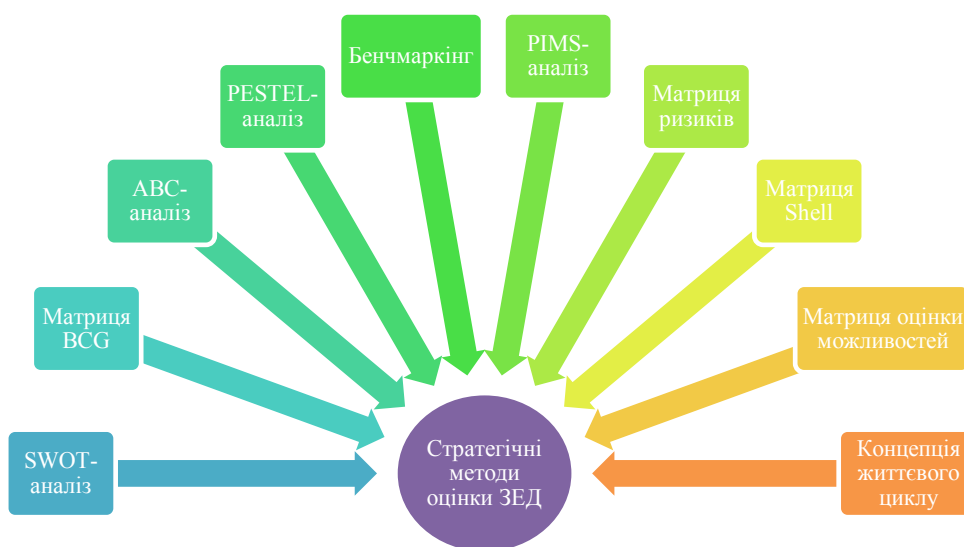 SWOT-
аналіз
Матриця
BCG
ABC-
аналіз
PESTEL-
аналіз
Бенчмаркінг
PIMS-
аналіз
Матриця
ризиків
Матриця
Shell
Матриця оцінки
можливостей
Концепція
життєвого
циклу
Стратегічні
методи
оцінки ЗЕД